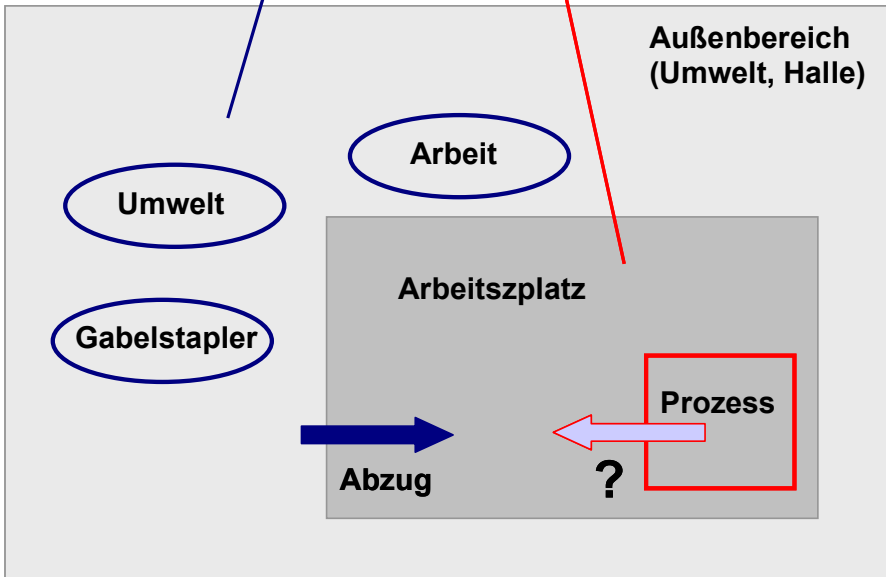 Außenbereich
(Umwelt, Halle)
Arbeit
Umwelt
Arbeitszplatz
Gabelstapler
Prozess
Abzug
?